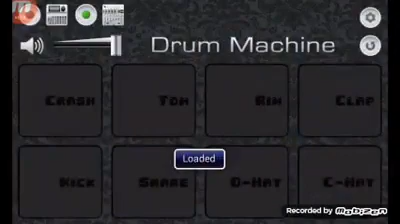 Drum Machine
CRASH TOM RIM CLAP
Loaded
KICK SNARE O-HAT C-HAT
Recorded by Mobizen